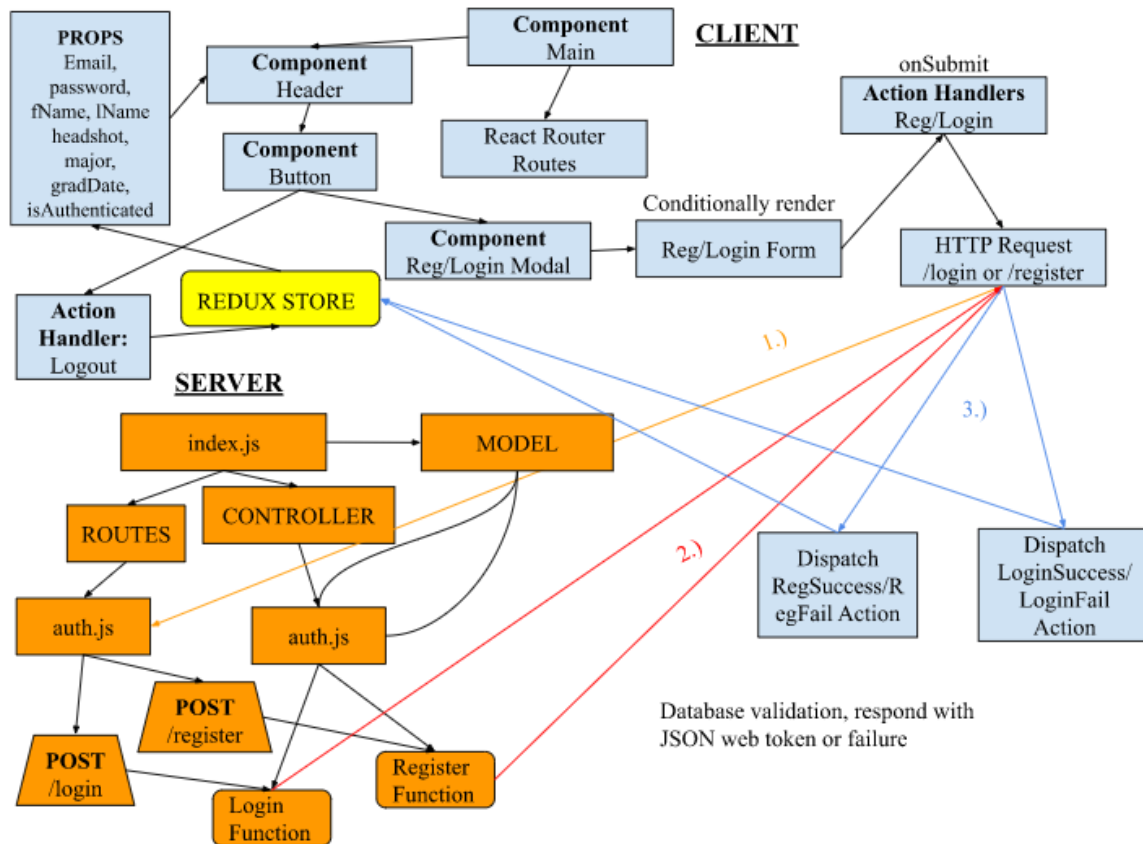 PROPS
Email,
password,
fName, lName
headshot,
major,
gradDate,
isAuthenticated
Component
Header
Component
Main
CLIENT
Component
Button
React Router
Routes
onSubmit
Action Handlers
Reg/Login
Component
Reg/Login Modal
Conditionally render
Reg/Login Form
HTTP Request
/login or /register
REDUX STORE
Action
Handler:
Logout
1.)
2.)
3.)
SERVER
index.js
MODEL
ROUTES
CONTROLLER
auth.js
auth.js
POST
/register
POST
/login
Login
Function
Register
Function
Dispatch
RegSuccess/R
egFail Action
Dispatch
LoginSuccess/
LoginFail
Action
Database validation, respond with
JSON web token or failure